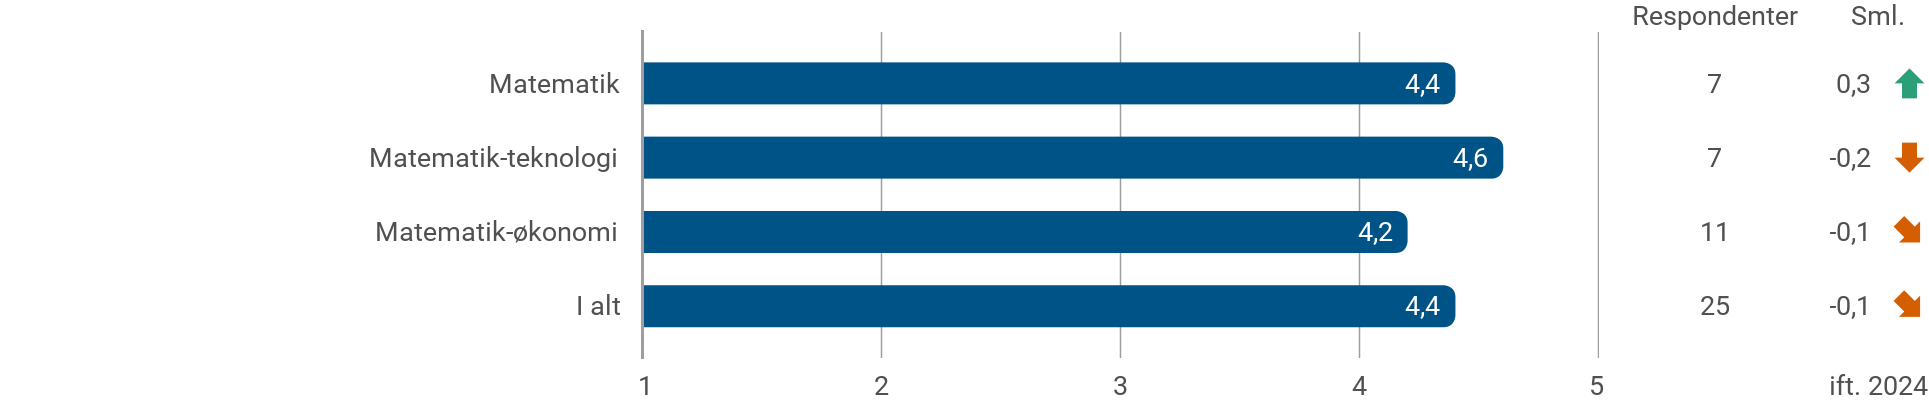 Respondenter Sml.
Matematik 4,4 7 0,3
Matematik-teknologi 4,6 7 -0,2
Matematik-økonomi 4,2 11 -0,1
I alt 4,4 25 -0,1
1 2 3 4 5 ift. 2024